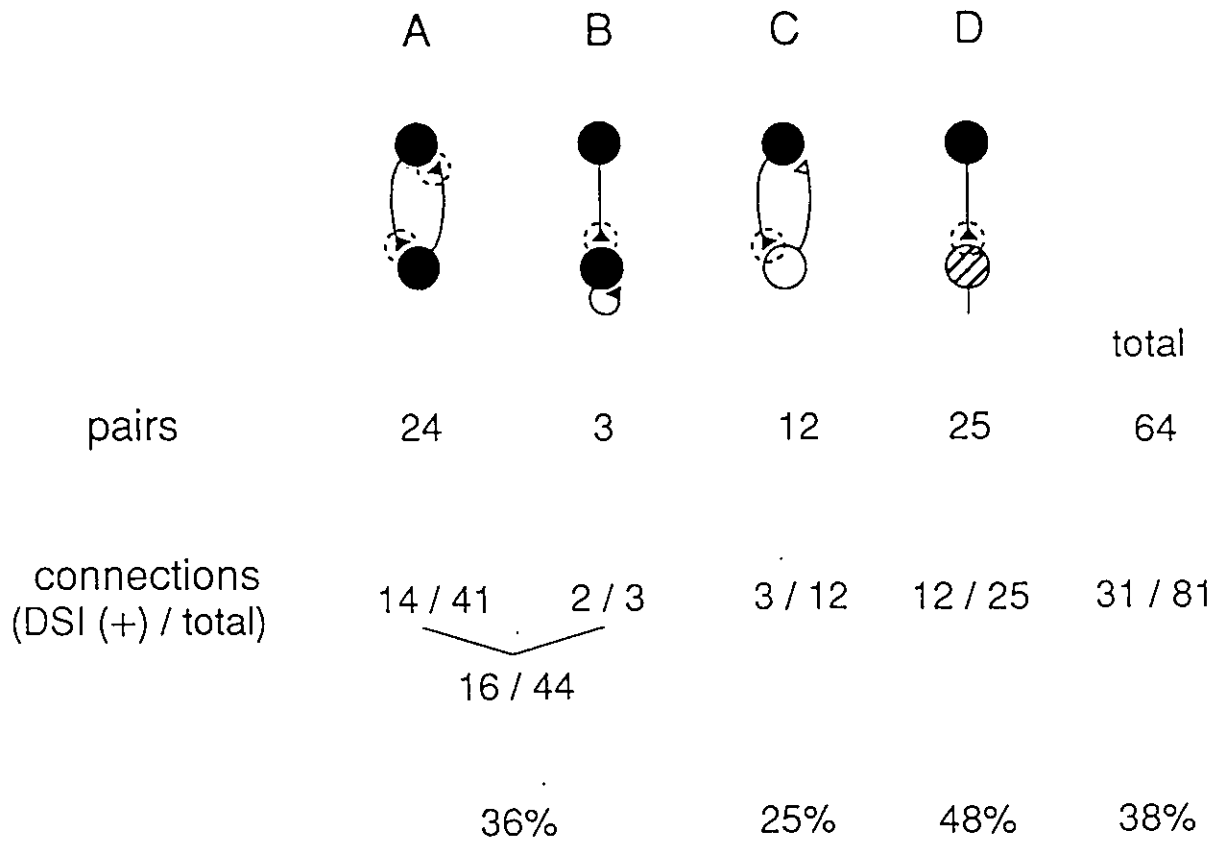 A B C D
total
pairs 24 3 12 25 64
connections
(DSI (+) / total) 14 / 41 2 / 3 3 / 12 12 / 25 31 / 81
16 / 44
36% 25% 48% 38%